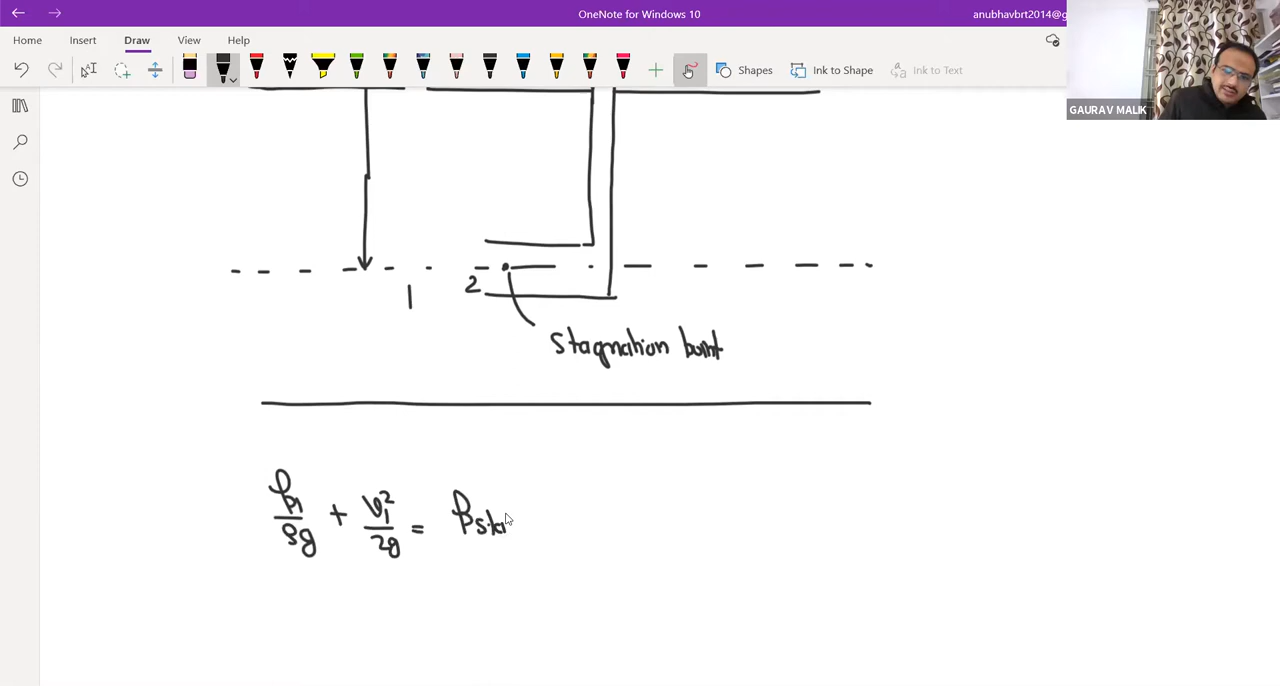 OneNote for Windows 10
anubhavbrt2014@g
Home Insert Draw View Help
Shapes Ink to Shape Ink to Text
GAURAV MALIK
1 2
Stagnation point
P1/ρg + V1²/2g = Psta